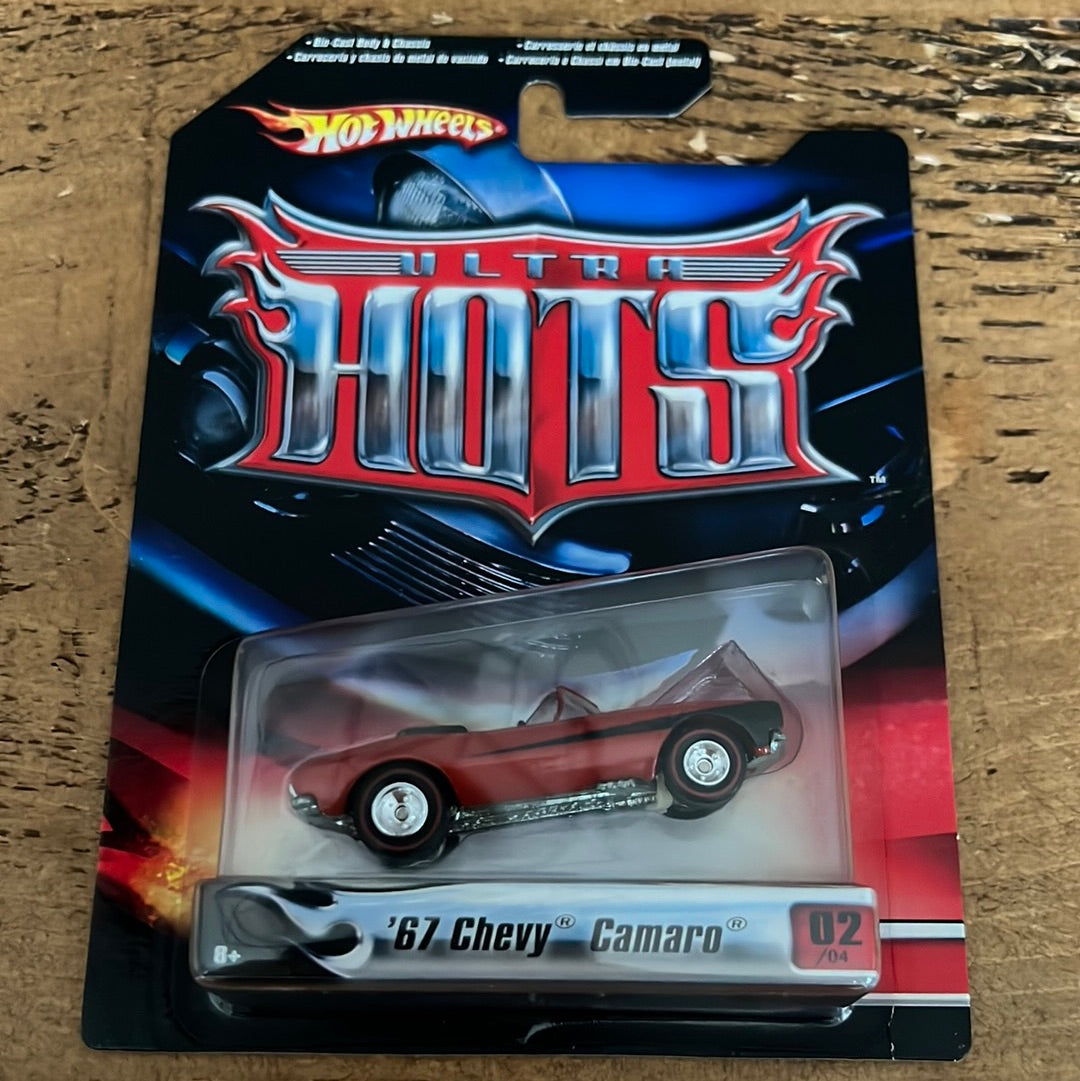 • Die-Cast Body & Chassis
• Carrosserie et châssis en métal
• Carrocería y chasis de metal de vaciado
• Carroceria e Chassi em Die-Cast (metal)
HOT WHEELS®
ULTRA
HOTS
™
'67 Chevy® Camaro®
02
/04
8+